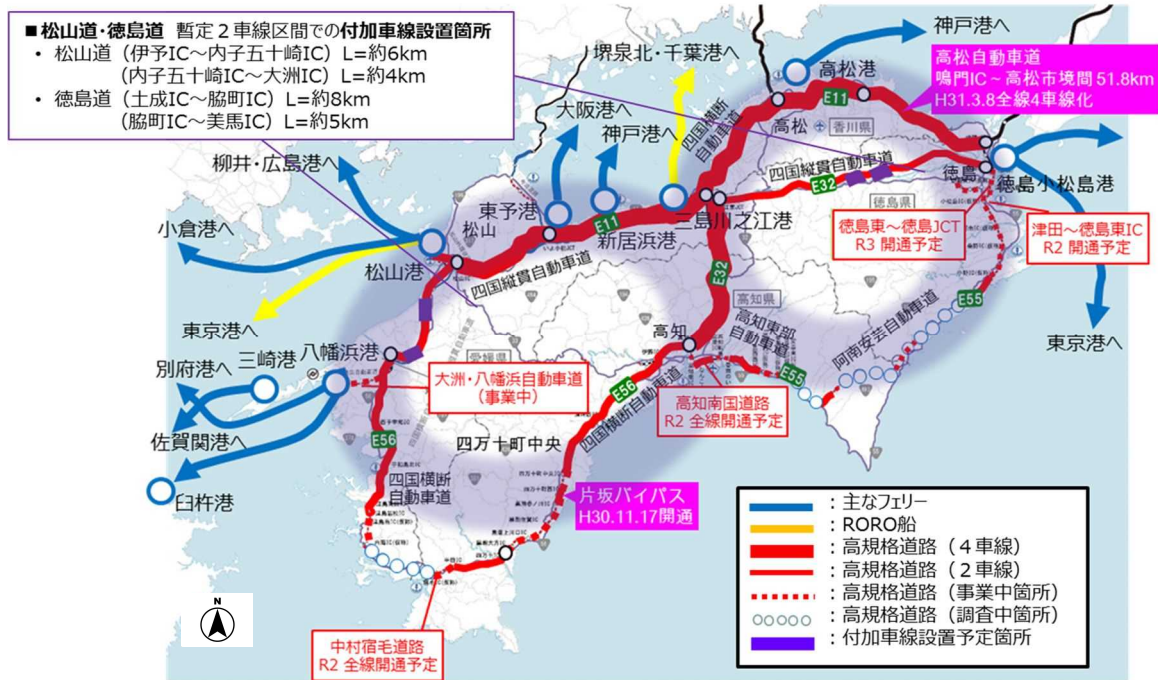 ■松山道・徳島道 暫定２車線区間での付加車線設置箇所
・ 松山道（伊予IC～内子五十崎IC）L=約6km
（内子五十崎IC～大洲IC）L=約4km
・ 徳島道（土成IC～脇町IC）L=約8km
（脇町IC～美馬IC）L=約5km
神戸港へ
堺泉北・千葉港へ
高松港
高松自動車道
鳴門IC～高松市境間51.8km
H31.3.8全線4車線化
E11
大阪港へ
神戸港へ
四国横断
自動車道
高松
香川県
柳井・広島港へ
四国縦貫自動車道
E32
徳島
徳島小松島港
徳島県
東予港
松山
E11
新居浜港
三島川之江港
小倉港へ
徳島東～徳島JCT
R3 開通予定
津田～徳島東IC
R2 開通予定
松山港
四国縦貫自動車道
E32
高知県
E55
東京港へ
八幡浜港
三崎港
愛媛県
高知
高知東部
自動車道
阿南安芸自動車道
東京港へ
別府港へ
大洲・八幡浜自動車道
（事業中）
E56
E55
高知南国道路
R2 全線開通予定
佐賀関港へ
E56
四万十町中央
四国横断自動車道
四国横断
自動車道
臼杵港
片坂バイパス
H30.11.17開通
：主なフェリー
：RORO船
：高規格道路（４車線）
：高規格道路（２車線）
：高規格道路（事業中箇所）
：高規格道路（調査中箇所）
：付加車線設置予定箇所
N
中村宿毛道路
R2 全線開通予定